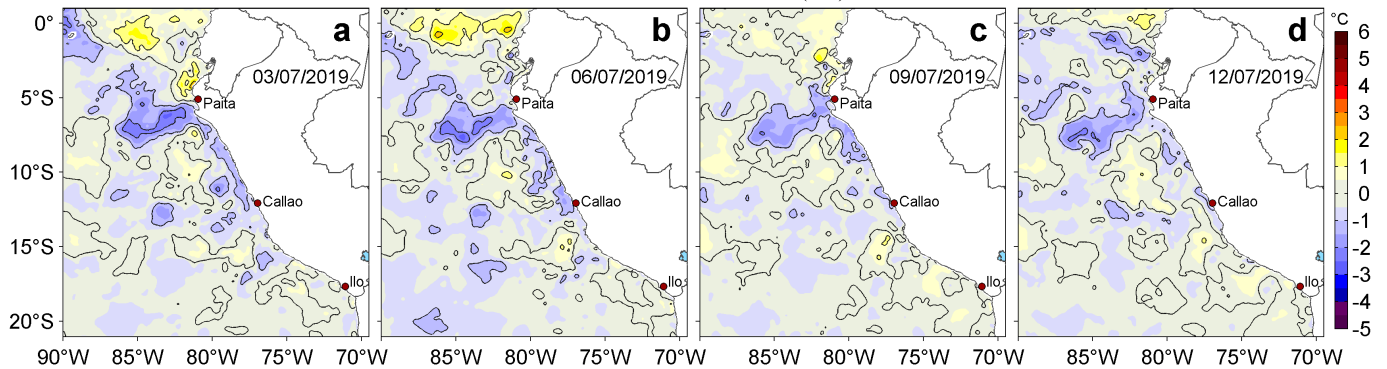 a
b
c
d
°C
03/07/2019
06/07/2019
09/07/2019
12/07/2019
Paita
Paita
Paita
Paita
Callao
Callao
Callao
Callao
Ilo
Ilo
Ilo
Ilo
0°
5°S
10°S
15°S
20°S
90°W 85°W 80°W 75°W 70°W
85°W 80°W 75°W 70°W
85°W 80°W 75°W 70°W
85°W 80°W 75°W 70°W
6
5
4
3
2
1
0
-1
-2
-3
-4
-5